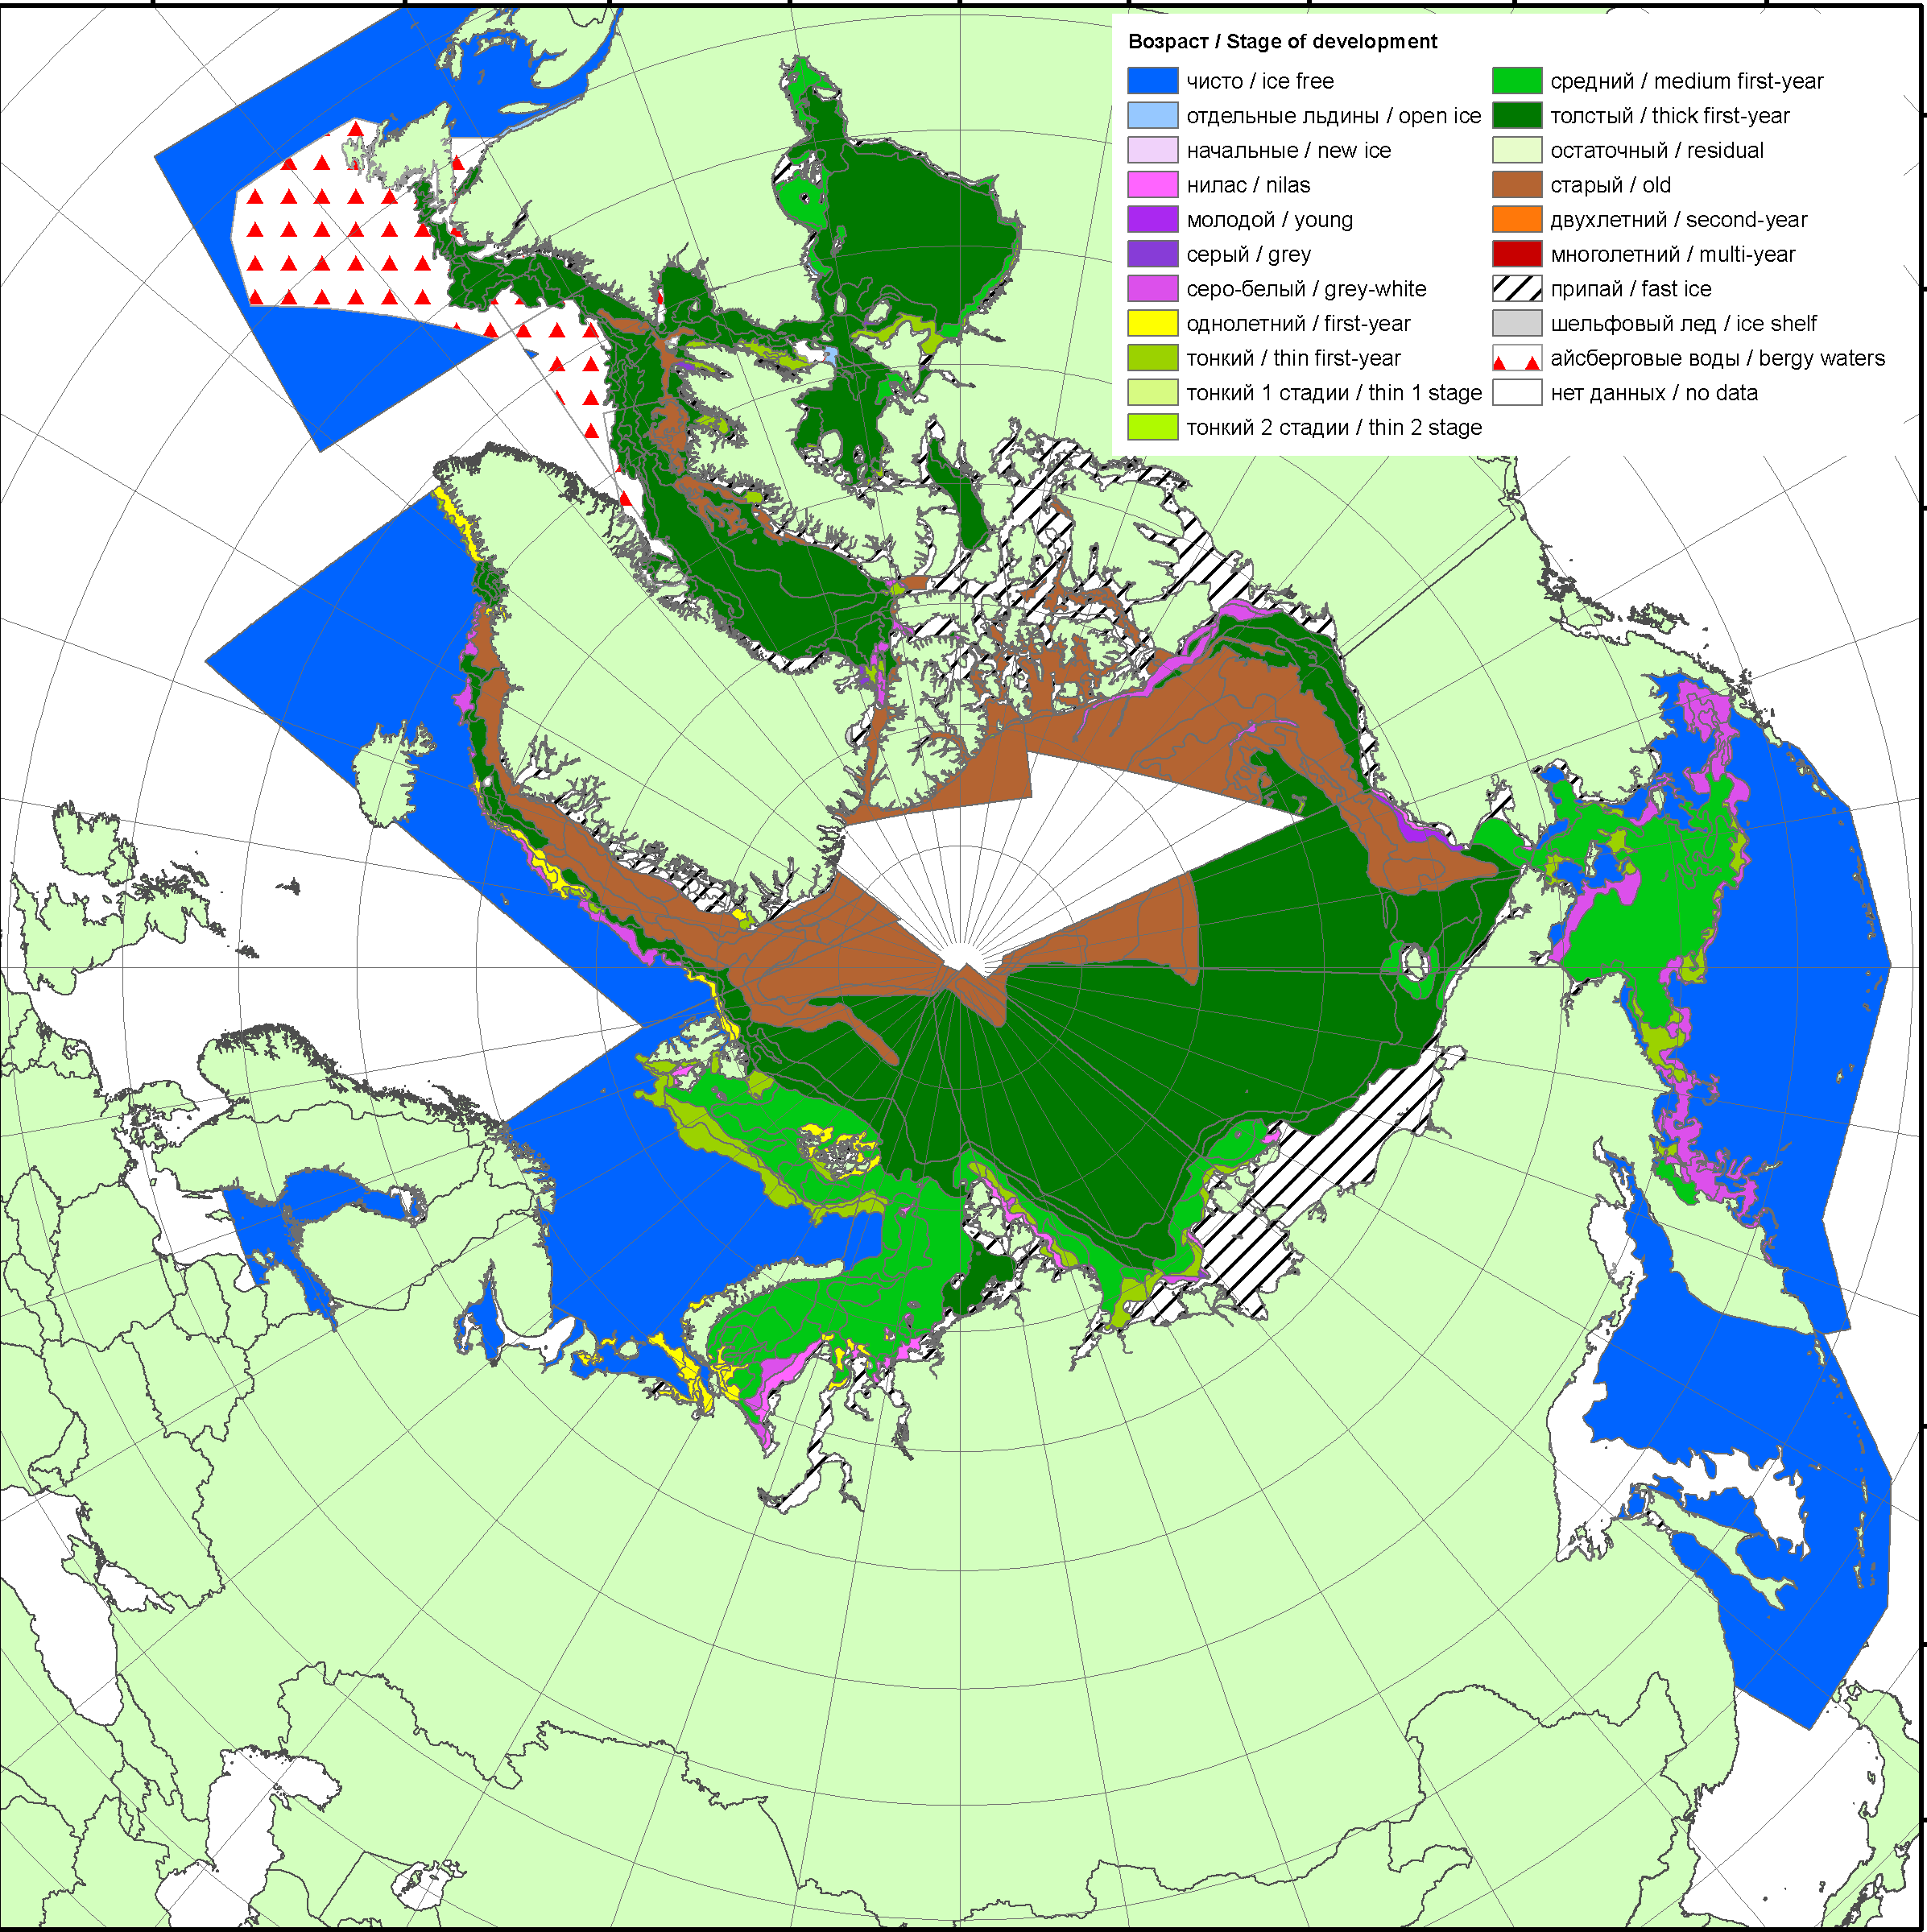 Возраст / Stage of development
чисто / ice free
отдельные льдины / open ice
начальные / new ice
нилас / nilas
молодой / young
серый / grey
серо-белый / grey-white
однолетний / first-year
тонкий / thin first-year
тонкий 1 стадии / thin 1 stage
тонкий 2 стадии / thin 2 stage
средний / medium first-year
толстый / thick first-year
остаточный / residual
старый / old
двухлетний / second-year
многолетний / multi-year
припай / fast ice
шельфовый лед / ice shelf
айсберговые воды / bergy waters
нет данных / no data